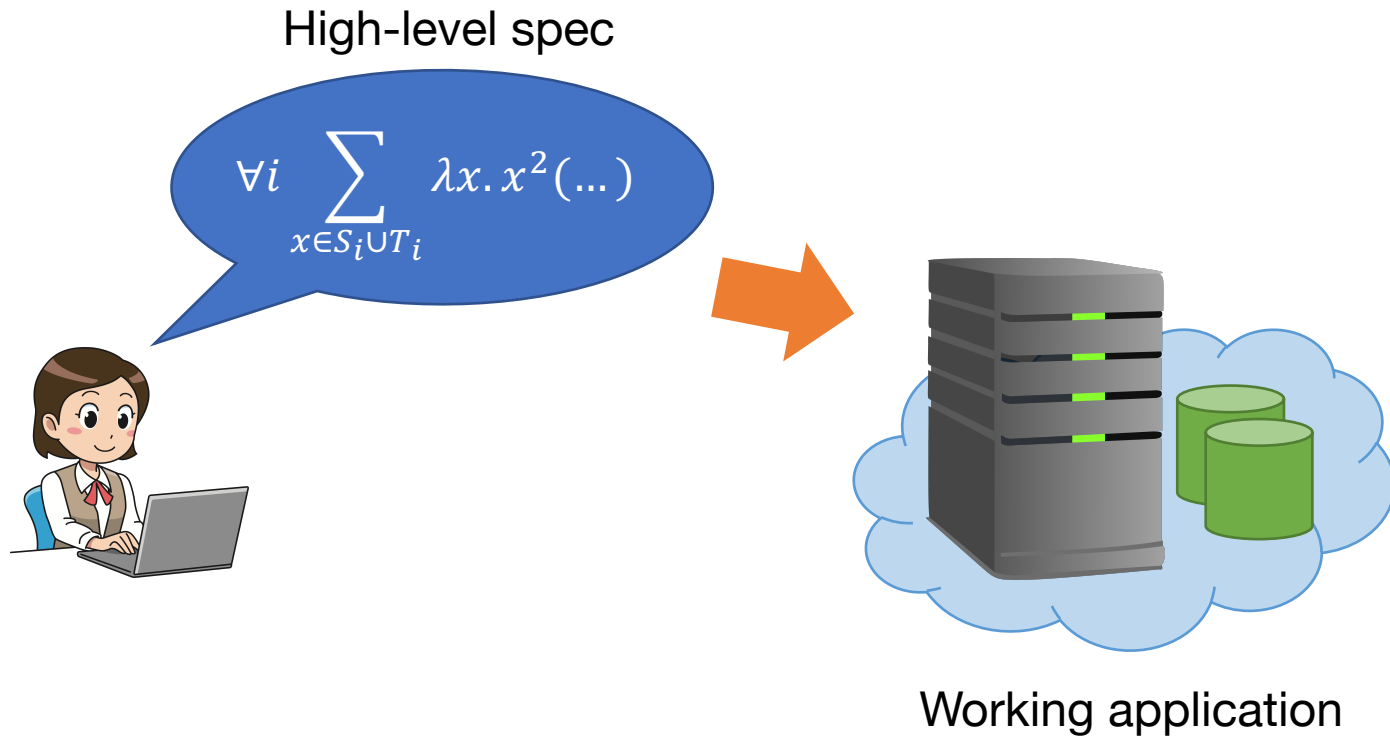 High-level spec
∀i ∑ λx. x²(…)
x∈Sᵢ∪Tᵢ
Working application